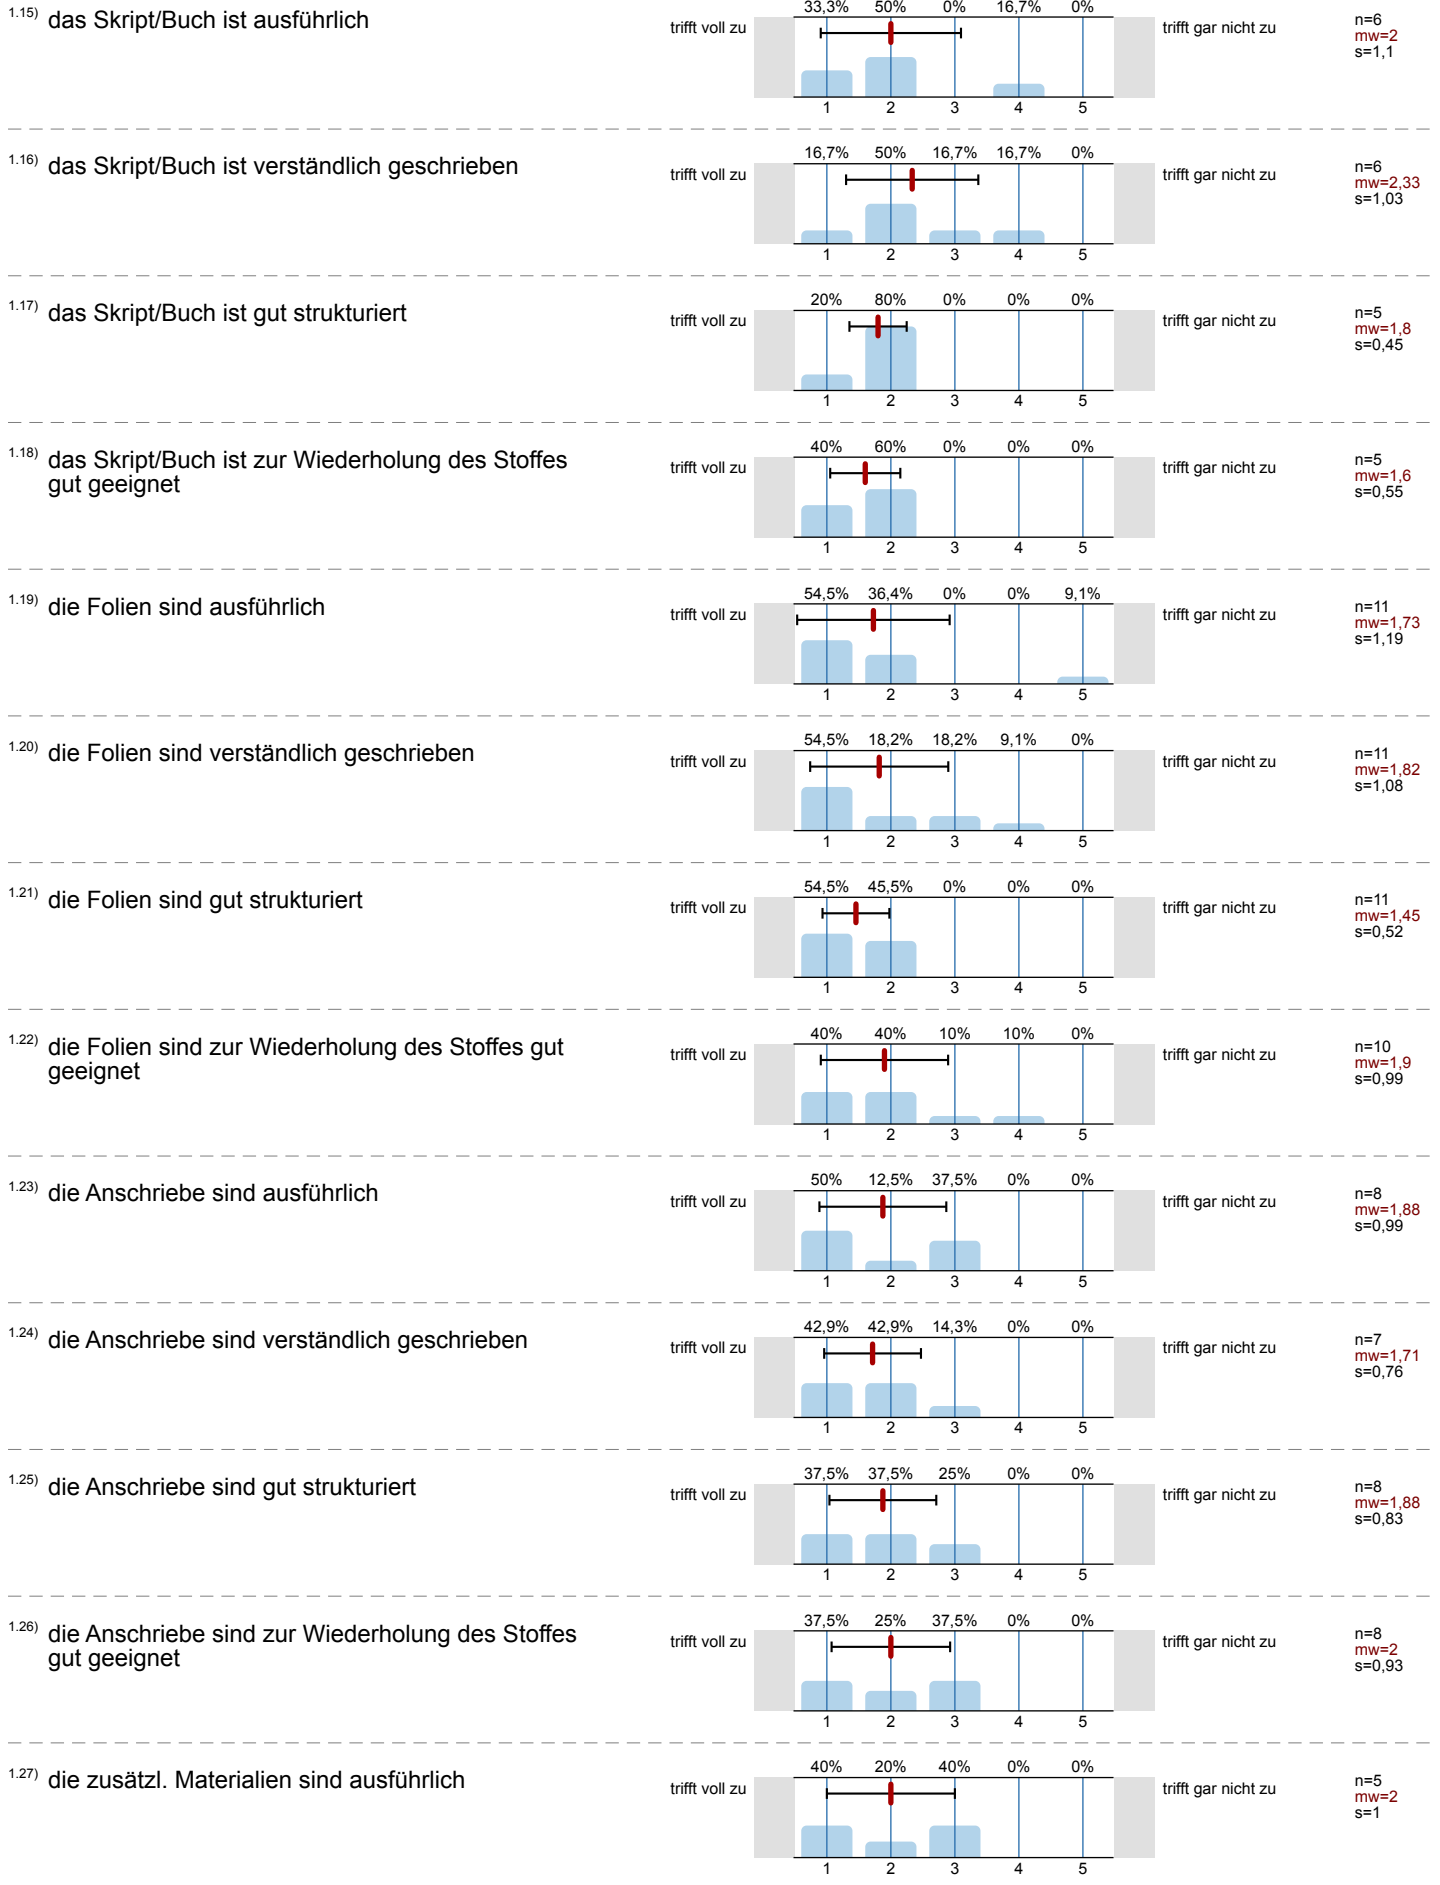 1.15) das Skript/Buch ist ausführlich
33,3% 50% 0% 16,7% 0%
trifft voll zu trifft gar nicht zu
n=6
mw=2
s=1,1
1 2 3 4 5
1.16) das Skript/Buch ist verständlich geschrieben
16,7% 50% 16,7% 16,7% 0%
trifft voll zu trifft gar nicht zu
n=6
mw=2,33
s=1,03
1 2 3 4 5
1.17) das Skript/Buch ist gut strukturiert
20% 80% 0% 0% 0%
trifft voll zu trifft gar nicht zu
n=5
mw=1,8
s=0,45
1 2 3 4 5
1.18) das Skript/Buch ist zur Wiederholung des Stoffes
gut geeignet
40% 60% 0% 0% 0%
trifft voll zu trifft gar nicht zu
n=5
mw=1,6
s=0,55
1 2 3 4 5
1.19) die Folien sind ausführlich
54,5% 36,4% 0% 0% 9,1%
trifft voll zu trifft gar nicht zu
n=11
mw=1,73
s=1,19
1 2 3 4 5
1.20) die Folien sind verständlich geschrieben
54,5% 18,2% 18,2% 9,1% 0%
trifft voll zu trifft gar nicht zu
n=11
mw=1,82
s=1,08
1 2 3 4 5
1.21) die Folien sind gut strukturiert
54,5% 45,5% 0% 0% 0%
trifft voll zu trifft gar nicht zu
n=11
mw=1,45
s=0,52
1 2 3 4 5
1.22) die Folien sind zur Wiederholung des Stoffes gut
geeignet
40% 40% 10% 10% 0%
trifft voll zu trifft gar nicht zu
n=10
mw=1,9
s=0,99
1 2 3 4 5
1.23) die Anschriebe sind ausführlich
50% 12,5% 37,5% 0% 0%
trifft voll zu trifft gar nicht zu
n=8
mw=1,88
s=0,99
1 2 3 4 5
1.24) die Anschriebe sind verständlich geschrieben
42,9% 42,9% 14,3% 0% 0%
trifft voll zu trifft gar nicht zu
n=7
mw=1,71
s=0,76
1 2 3 4 5
1.25) die Anschriebe sind gut strukturiert
37,5% 37,5% 25% 0% 0%
trifft voll zu trifft gar nicht zu
n=8
mw=1,88
s=0,83
1 2 3 4 5
1.26) die Anschriebe sind zur Wiederholung des Stoffes
gut geeignet
37,5% 25% 37,5% 0% 0%
trifft voll zu trifft gar nicht zu
n=8
mw=2
s=0,93
1 2 3 4 5
1.27) die zusätzl. Materialien sind ausführlich
40% 20% 40% 0% 0%
trifft voll zu trifft gar nicht zu
n=5
mw=2
s=1
1 2 3 4 5